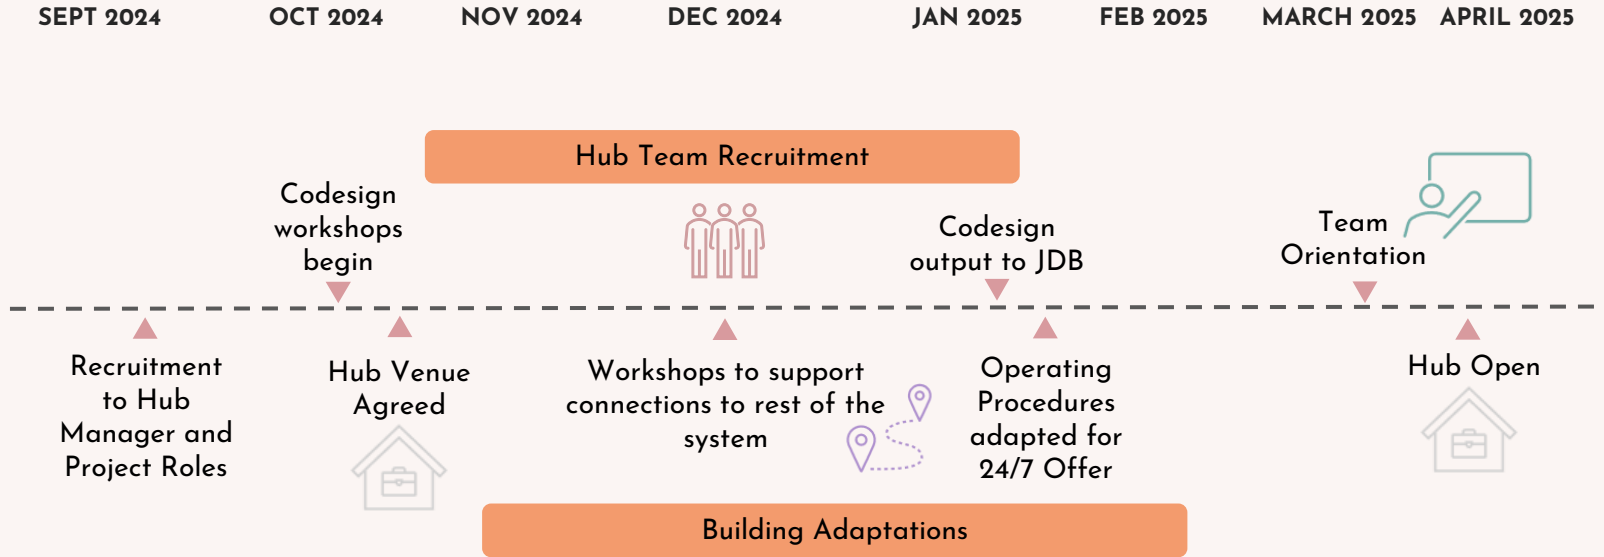 SEPT 2024 OCT 2024 NOV 2024 DEC 2024 JAN 2025 FEB 2025 MARCH 2025 APRIL 2025
Hub Team Recruitment
Codesign
workshops
begin
Codesign
output to JDB
Team
Orientation
Recruitment
to Hub
Manager and
Project Roles
Hub Venue
Agreed
Workshops to support
connections to rest of the
system
Operating
Procedures
adapted for
24/7 Offer
Hub Open
Building Adaptations